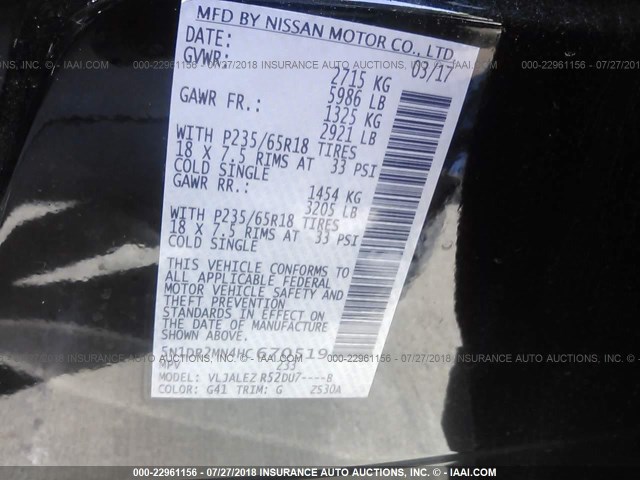 MFD BY NISSAN MOTOR CO., LTD
DATE: 03/17
GVWR: 2715 KG
5986 LB
GAWR FR.: 1325 KG
2921 LB
WITH P235/65R18 TIRES
18 X 7.5 RIMS AT 33 PSI
COLD SINGLE
GAWR RR.: 1454 KG
3205 LB
WITH P235/65R18 TIRES
18 X 7.5 RIMS AT 33 PSI
COLD SINGLE
THIS VEHICLE CONFORMS TO
ALL APPLICABLE FEDERAL
MOTOR VEHICLE SAFETY AND
THEFT PREVENTION
STANDARDS IN EFFECT ON
THE DATE OF MANUFACTURE
SHOWN ABOVE.
5N1DR2MN4HC670519
MPV 233
MODEL: VLJALEZ R52DU7----8
COLOR: G41 TRIM: G 2530A
000-22961156 - 07/27/2018 INSURANCE AUTO AUCTIONS, INC. - © IAAI.COM